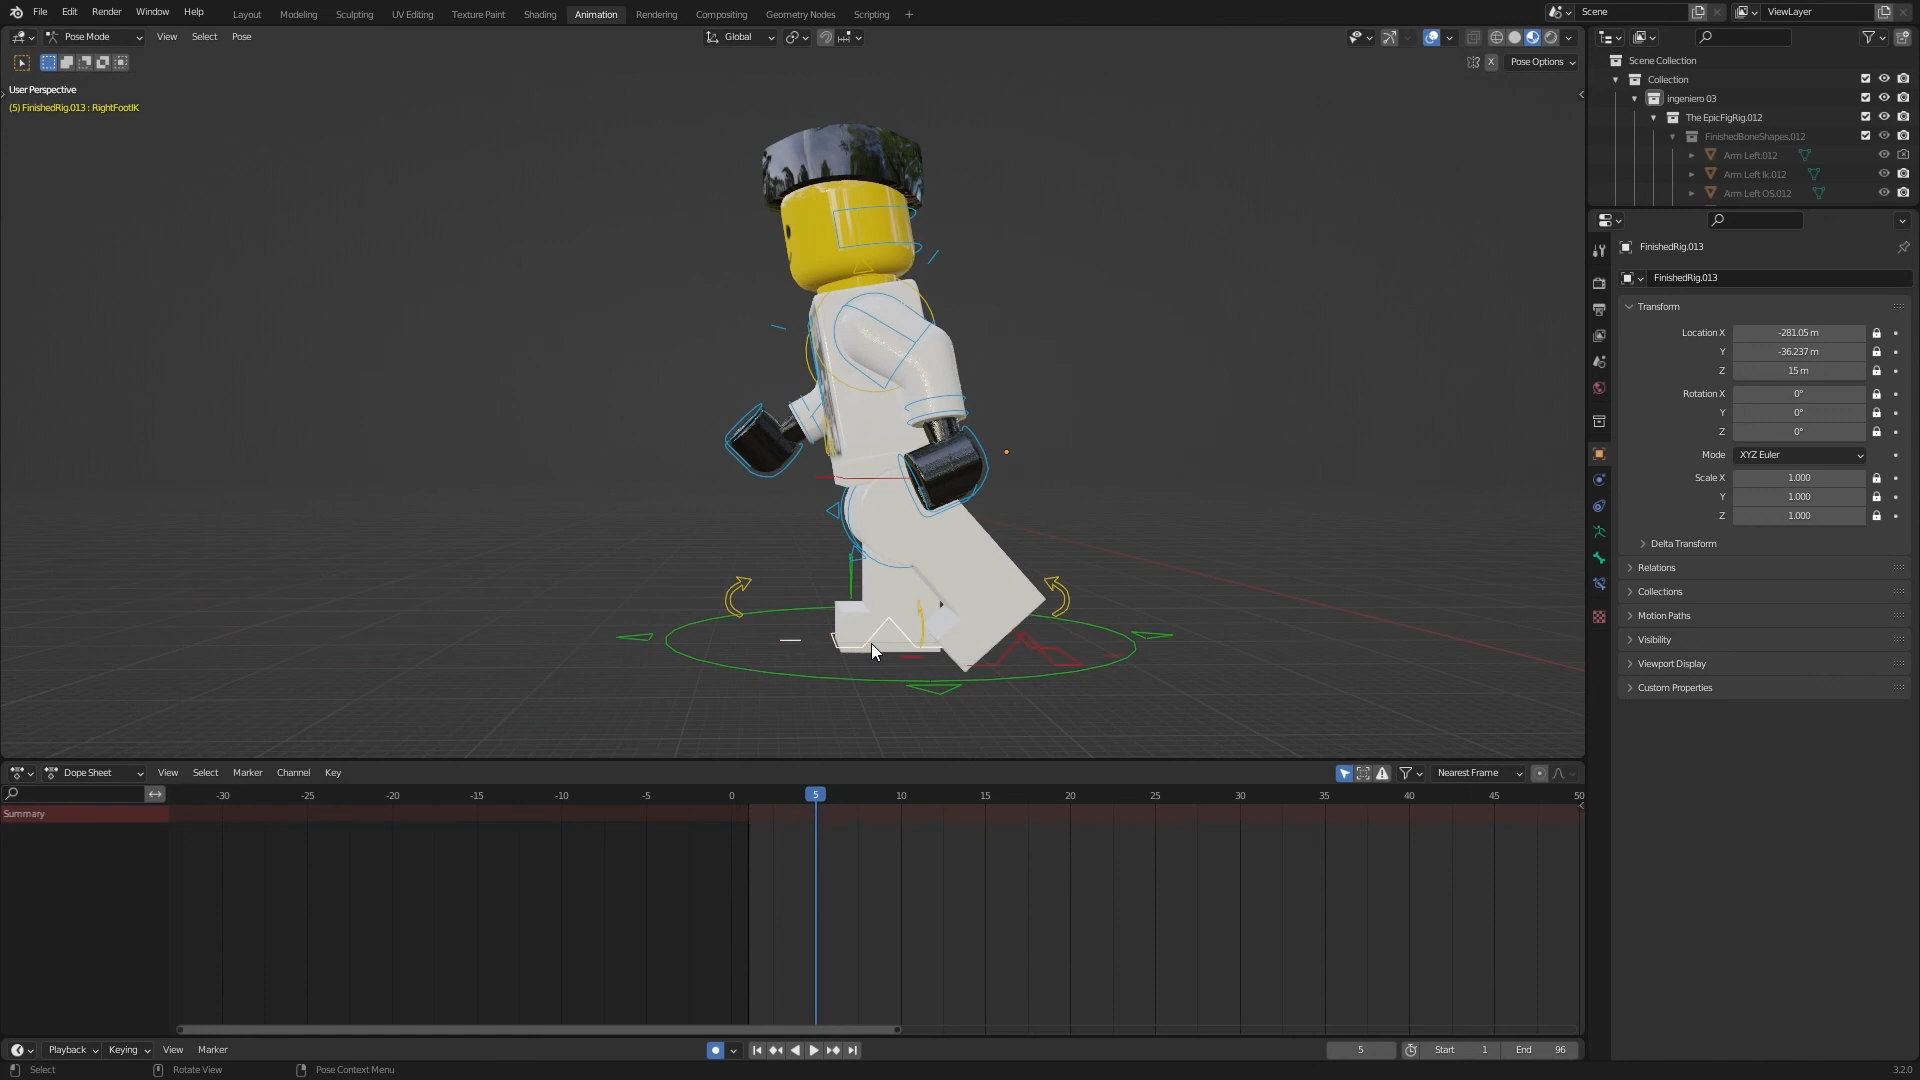 File Edit Render Window Help Layout Modeling Sculpting UV Editing Texture Paint Shading Animation Rendering Compositing Geometry Nodes Scripting + Scene ViewLayer
Pose Mode View Select Pose Global
X Pose Options
User Perspective
(5) FinishedRig.013 : RightFootIK
Scene Collection
Collection
ingeniero 03
The EpicFigRig.012
FinishedBoneShapes.012
Arm Left.012
Arm Left Ik.012
Arm Left OS.012
FinishedRig.013
FinishedRig.013
Transform
Location X -281.05 m
Y -36.237 m
Z 15 m
Rotation X 0°
Y 0°
Z 0°
Mode XYZ Euler
Scale X 1.000
Y 1.000
Z 1.000
Delta Transform
Relations
Collections
Motion Paths
Visibility
Viewport Display
Custom Properties
Dope Sheet View Select Marker Channel Key Nearest Frame
-30 -25 -20 -15 -10 -5 0 5 10 15 20 25 30 35 40 45 50
Summary
Playback Keying View Marker 5 Start 1 End 96
Select Rotate View Pose Context Menu 3.2.0